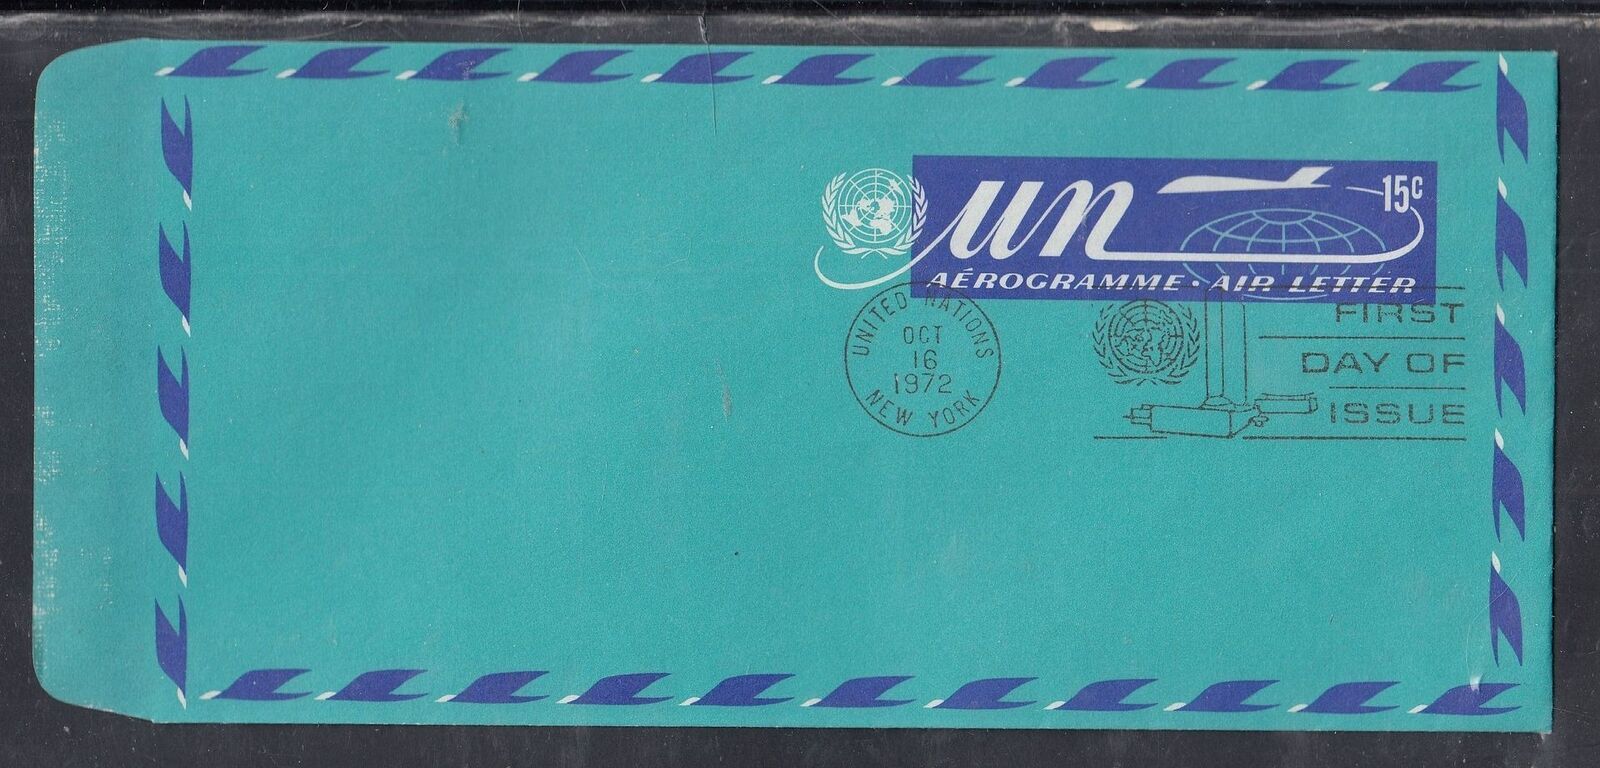 un
15c
AÉROGRAMME · AIR LETTER
UNITED NATIONS
OCT
16
1972
NEW YORK
FIRST
DAY OF
ISSUE